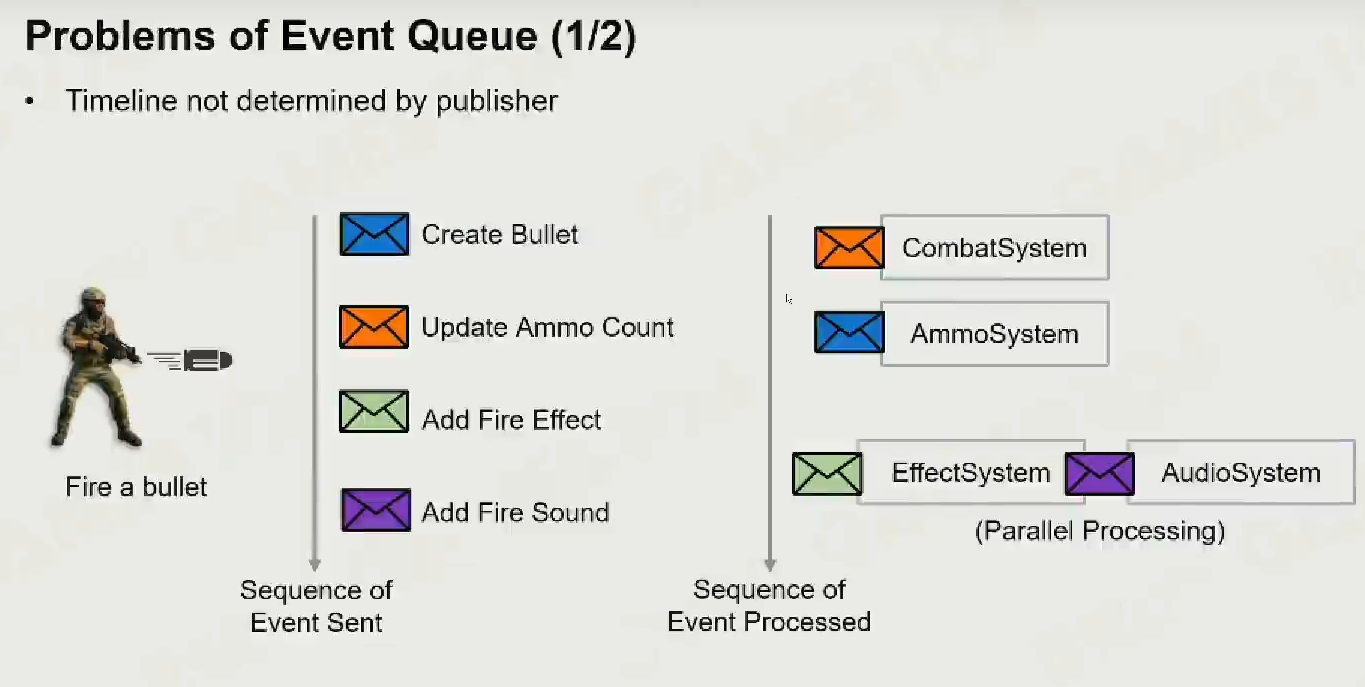 Problems of Event Queue (1/2)
• Timeline not determined by publisher
Create Bullet
Update Ammo Count
Add Fire Effect
Add Fire Sound
Fire a bullet
Sequence of
Event Sent
CombatSystem
AmmoSystem
EffectSystem
AudioSystem
(Parallel Processing)
Sequence of
Event Processed